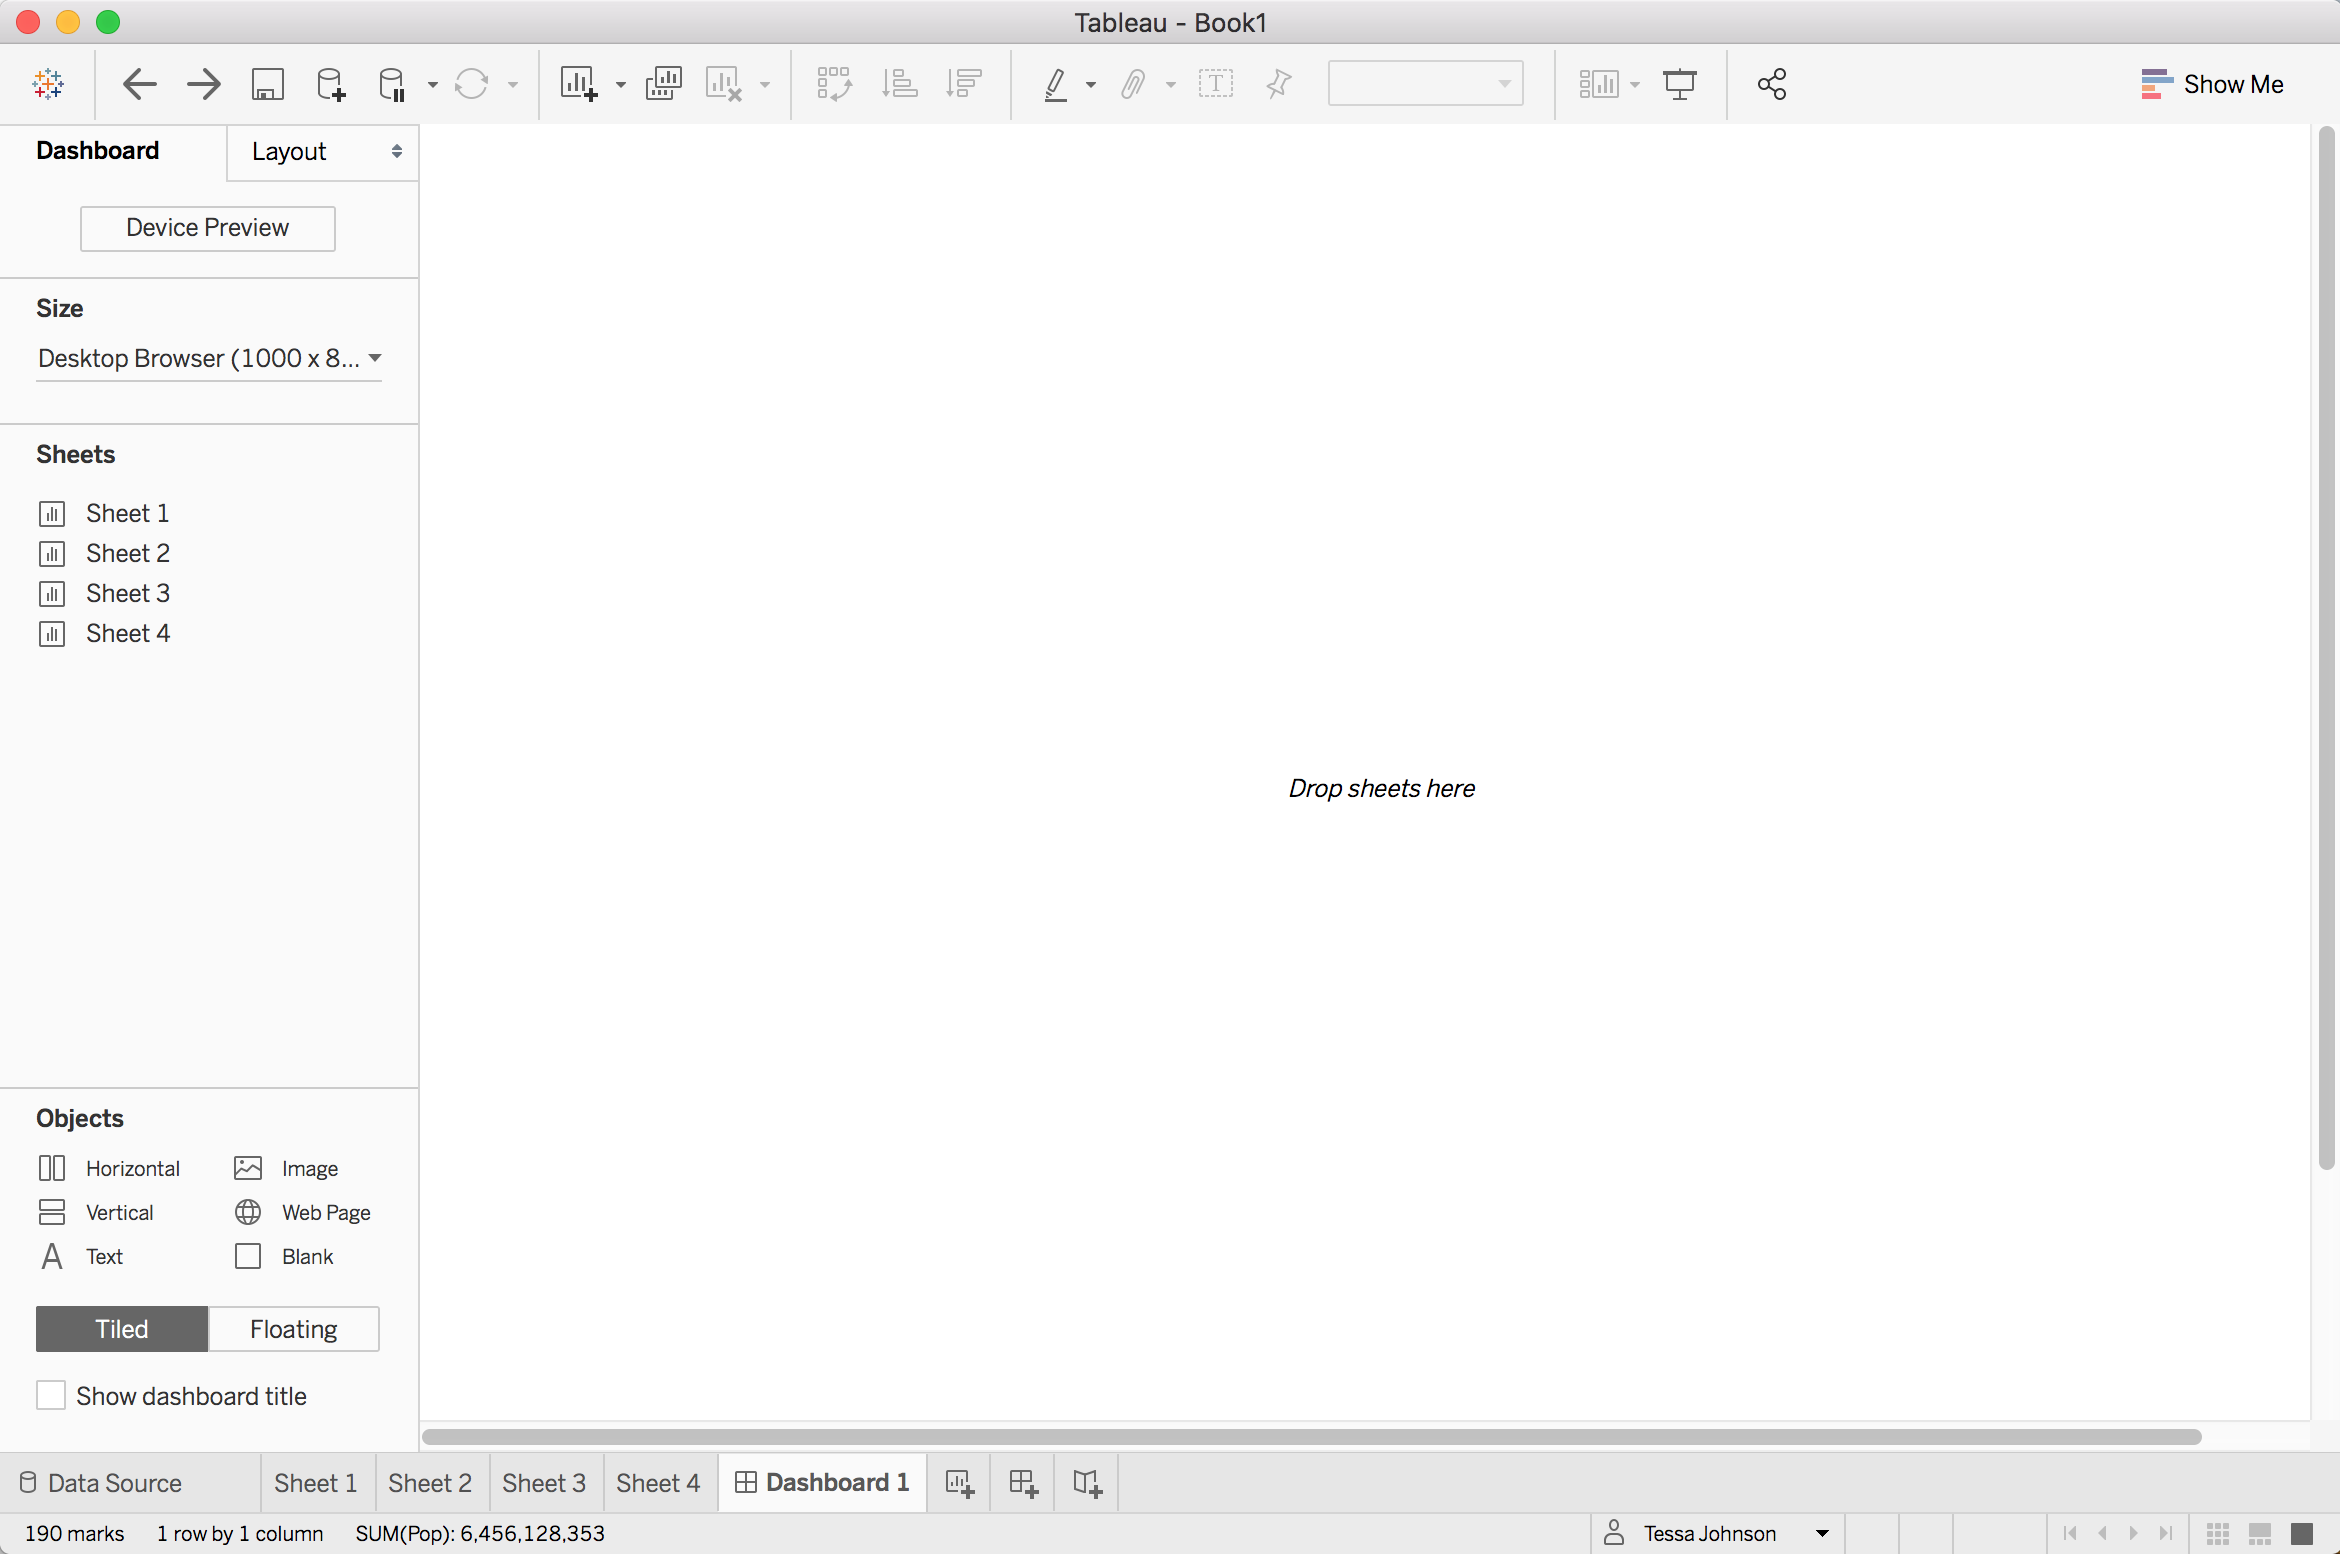 Tableau - Book1
Show Me
Dashboard
Layout
Device Preview
Size
Desktop Browser (1000 x 8...
Sheets
Sheet 1
Sheet 2
Sheet 3
Sheet 4
Drop sheets here
Objects
Horizontal Image
Vertical Web Page
A Text Blank
Tiled Floating
Show dashboard title
Data Source Sheet 1 Sheet 2 Sheet 3 Sheet 4 Dashboard 1
190 marks 1 row by 1 column SUM(Pop): 6,456,128,353 Tessa Johnson